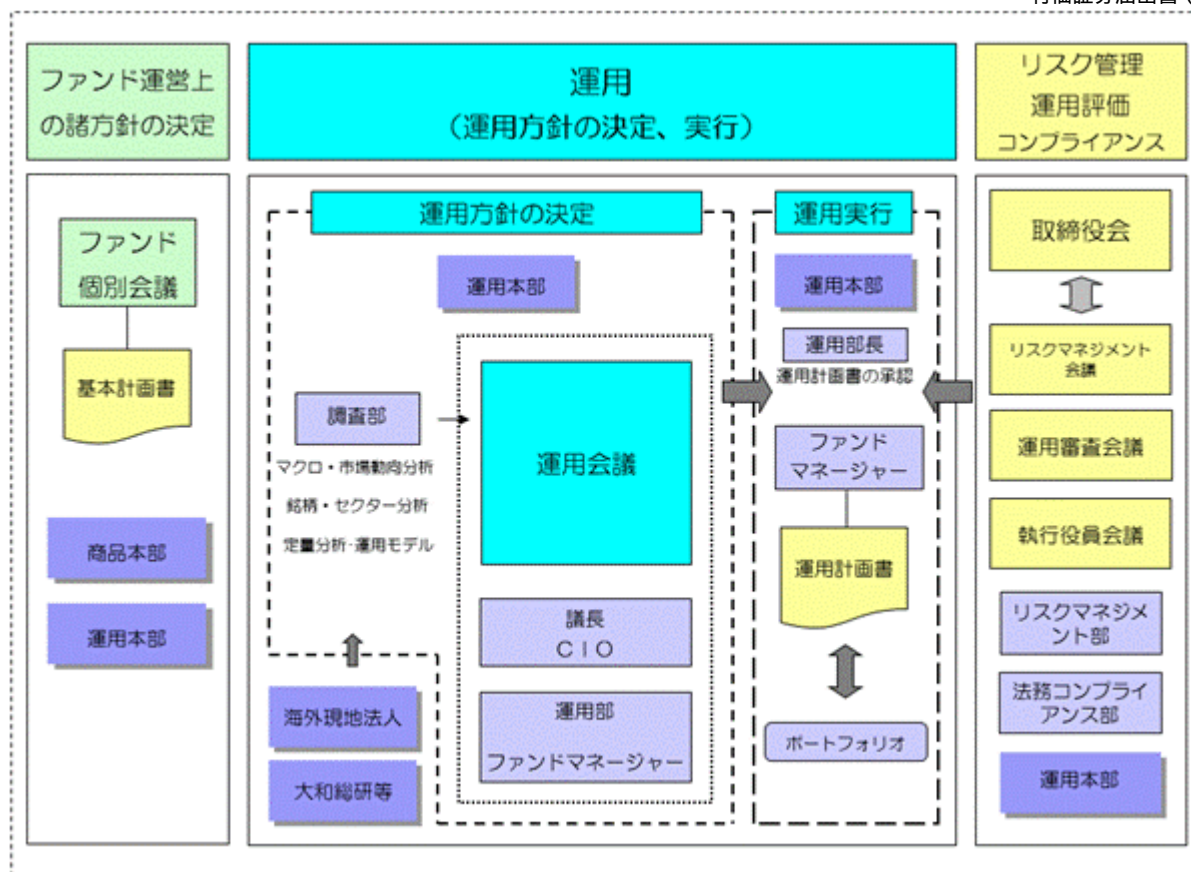 ファンド運営上
の諸方針の決定
運用
（運用方針の決定、実行）
リスク管理
運用評価
コンプライアンス
ファンド
個別会議
基本計画書
商品本部
運用本部
運用方針の決定
運用本部
調査部
マクロ・市場動向分析
銘柄・セクター分析
定量分析・運用モデル
海外現地法人
大和総研等
運用会議
議長
ＣＩＯ
運用部
ファンドマネージャー
運用実行
運用本部
運用部長
運用計画書の承認
ファンド
マネージャー
運用計画書
ポートフォリオ
取締役会
リスクマネジメント
会議
運用審査会議
執行役員会議
リスクマネジメ
ント部
法務コンプライ
アンス部
運用本部